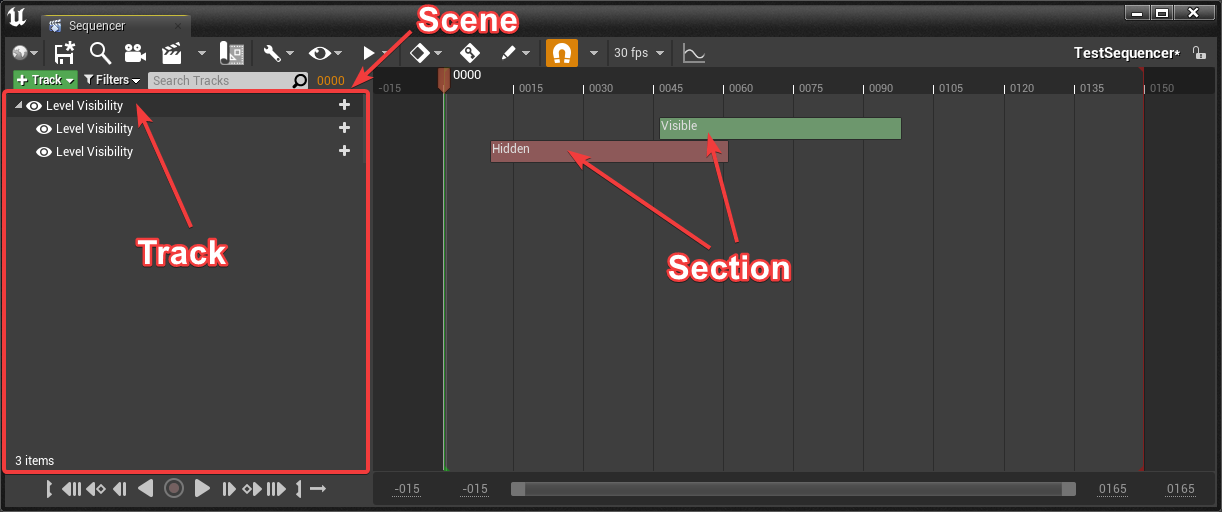 Sequencer
Scene
30 fps
TestSequencer*
Track
Filters
Search Tracks
0000
0000
-015
0015
0030
0045
0060
0075
0090
0105
0120
0135
0150
Level Visibility
Visible
Level Visibility
Hidden
Level Visibility
Track
Section
3 items
-015
-015
0165
0165